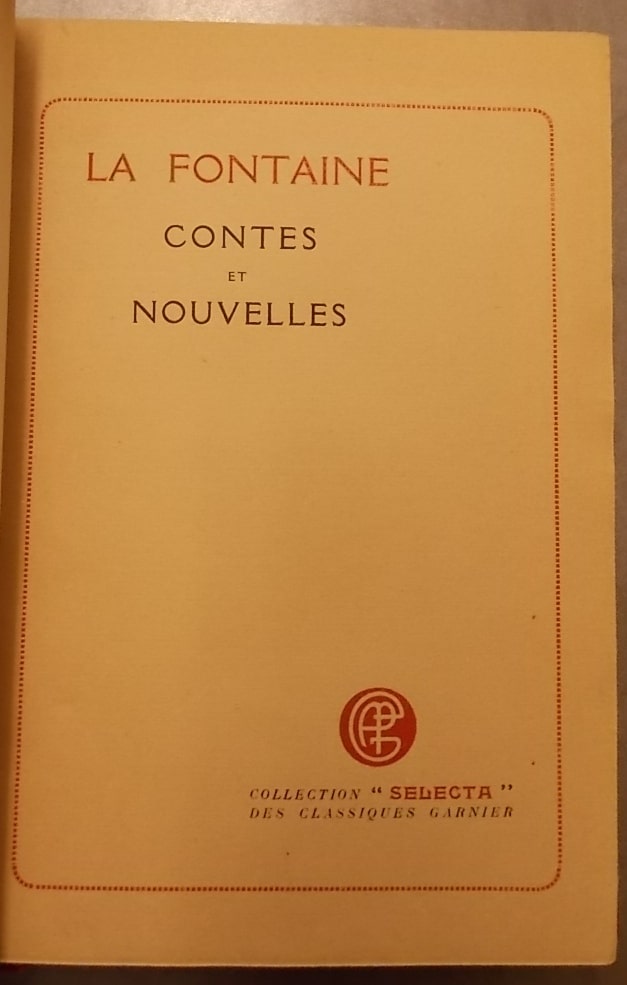 LA FONTAINE
CONTES
ET
NOUVELLES
COLLECTION “ SELECTA ”
DES CLASSIQUES GARNIER